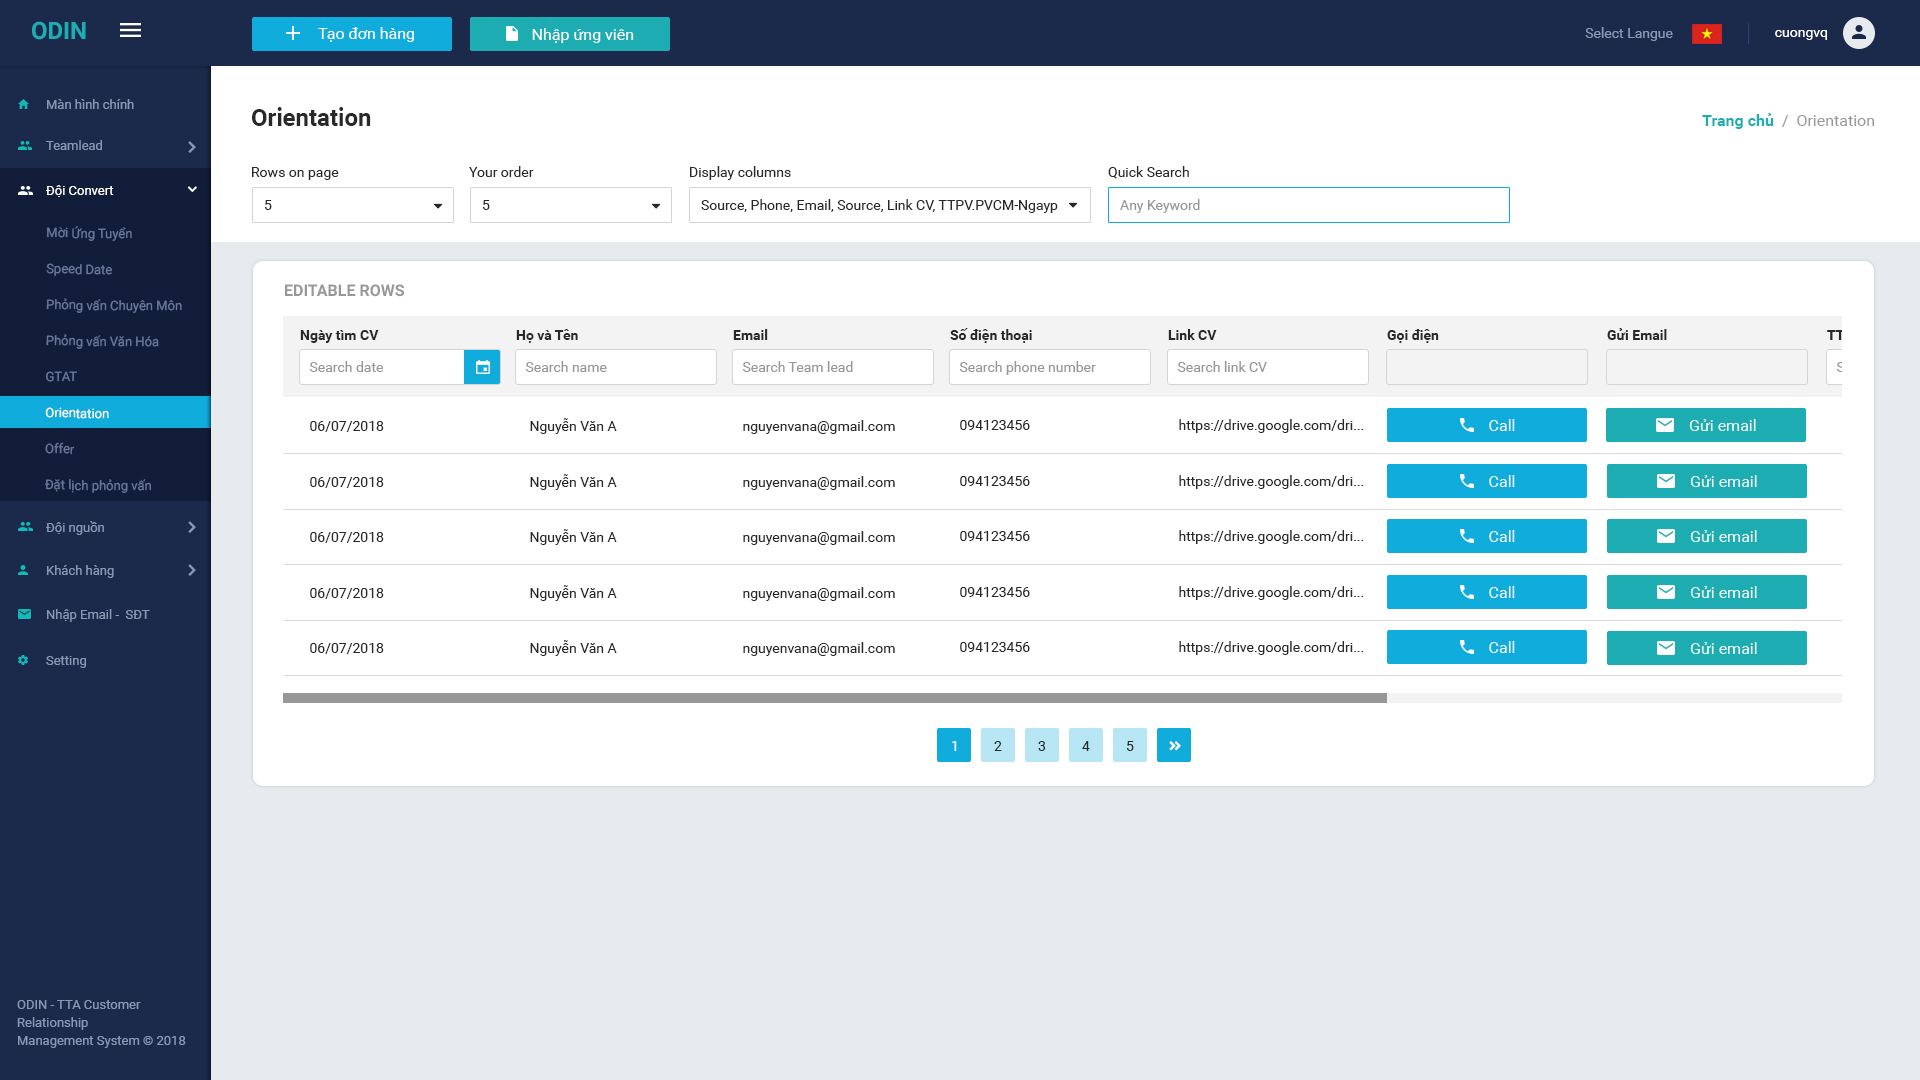 ODIN
Tạo đơn hàng
Nhập ứng viên
Select Langue
cuongvq
Màn hình chính
Teamlead
Đội Convert
Mời Ứng Tuyển
Speed Date
Phỏng vấn Chuyên Môn
Phỏng vấn Văn Hóa
GTAT
Orientation
Offer
Đặt lịch phỏng vấn
Đội nguồn
Khách hàng
Nhập Email - SĐT
Setting
ODIN - TTA Customer
Relationship
Management System © 2018
Orientation
Trang chủ / Orientation
Rows on page Your order Display columns Quick Search
5 5 Source, Phone, Email, Source, Link CV, TTPV.PVCM-Ngayp Any Keyword
EDITABLE ROWS
Ngày tìm CV Họ và Tên Email Số điện thoại Link CV Gọi điện Gửi Email TT
Search date Search name Search Team lead Search phone number Search link CV S
06/07/2018 Nguyễn Văn A nguyenvana@gmail.com 094123456 https://drive.google.com/dri... Call Gửi email
06/07/2018 Nguyễn Văn A nguyenvana@gmail.com 094123456 https://drive.google.com/dri... Call Gửi email
06/07/2018 Nguyễn Văn A nguyenvana@gmail.com 094123456 https://drive.google.com/dri... Call Gửi email
06/07/2018 Nguyễn Văn A nguyenvana@gmail.com 094123456 https://drive.google.com/dri... Call Gửi email
06/07/2018 Nguyễn Văn A nguyenvana@gmail.com 094123456 https://drive.google.com/dri... Call Gửi email
1 2 3 4 5 »